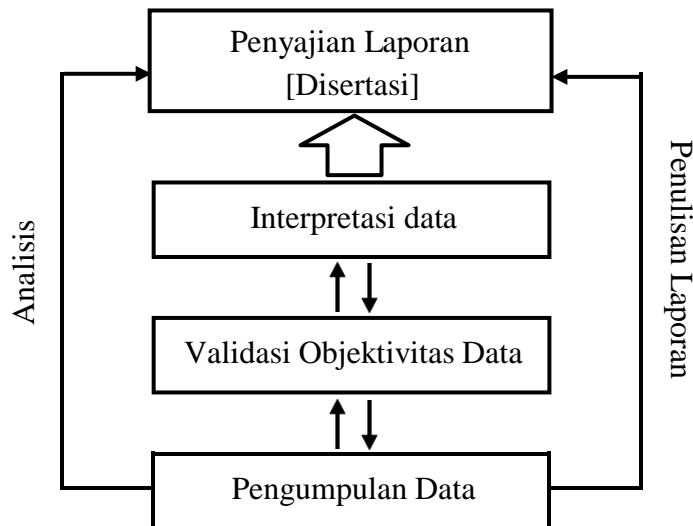 Penyajian Laporan
[Disertasi]
Interpretasi data
Validasi Objektivitas Data
Pengumpulan Data
Analisis
Penulisan Laporan